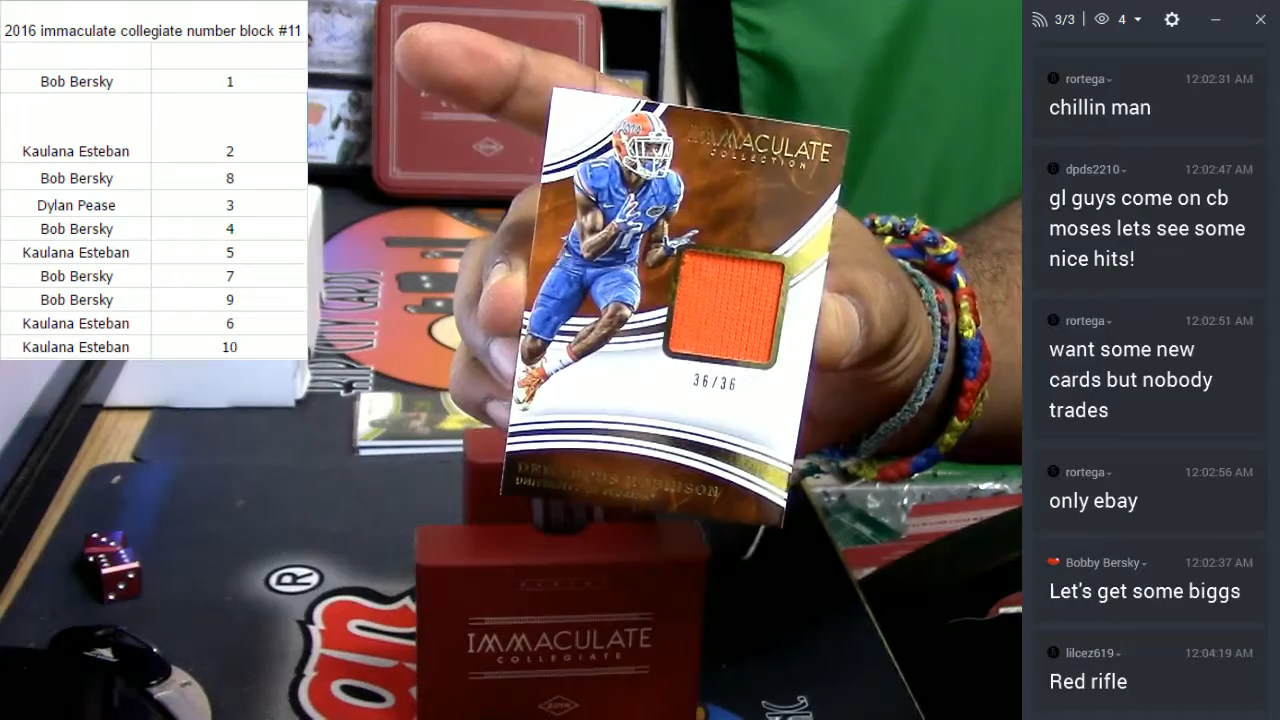 2016 immaculate collegiate number block #11
Bob Bersky 1
Kaulana Esteban 2
Bob Bersky 8
Dylan Pease 3
Bob Bersky 4
Kaulana Esteban 5
Bob Bersky 7
Bob Bersky 9
Kaulana Esteban 6
Kaulana Esteban 10
IMMACULATE
COLLECTION
36/36
ROBINSON
IMMACULATE
COLLEGIATE
®
3/3 4
rortega 12:02:31 AM
chillin man
dpds2210 12:02:47 AM
gl guys come on cb
moses lets see some
nice hits!
rortega 12:02:51 AM
want some new
cards but nobody
trades
rortega 12:02:56 AM
only ebay
Bobby Bersky 12:02:37 AM
Let's get some biggs
lilcez619 12:04:19 AM
Red rifle